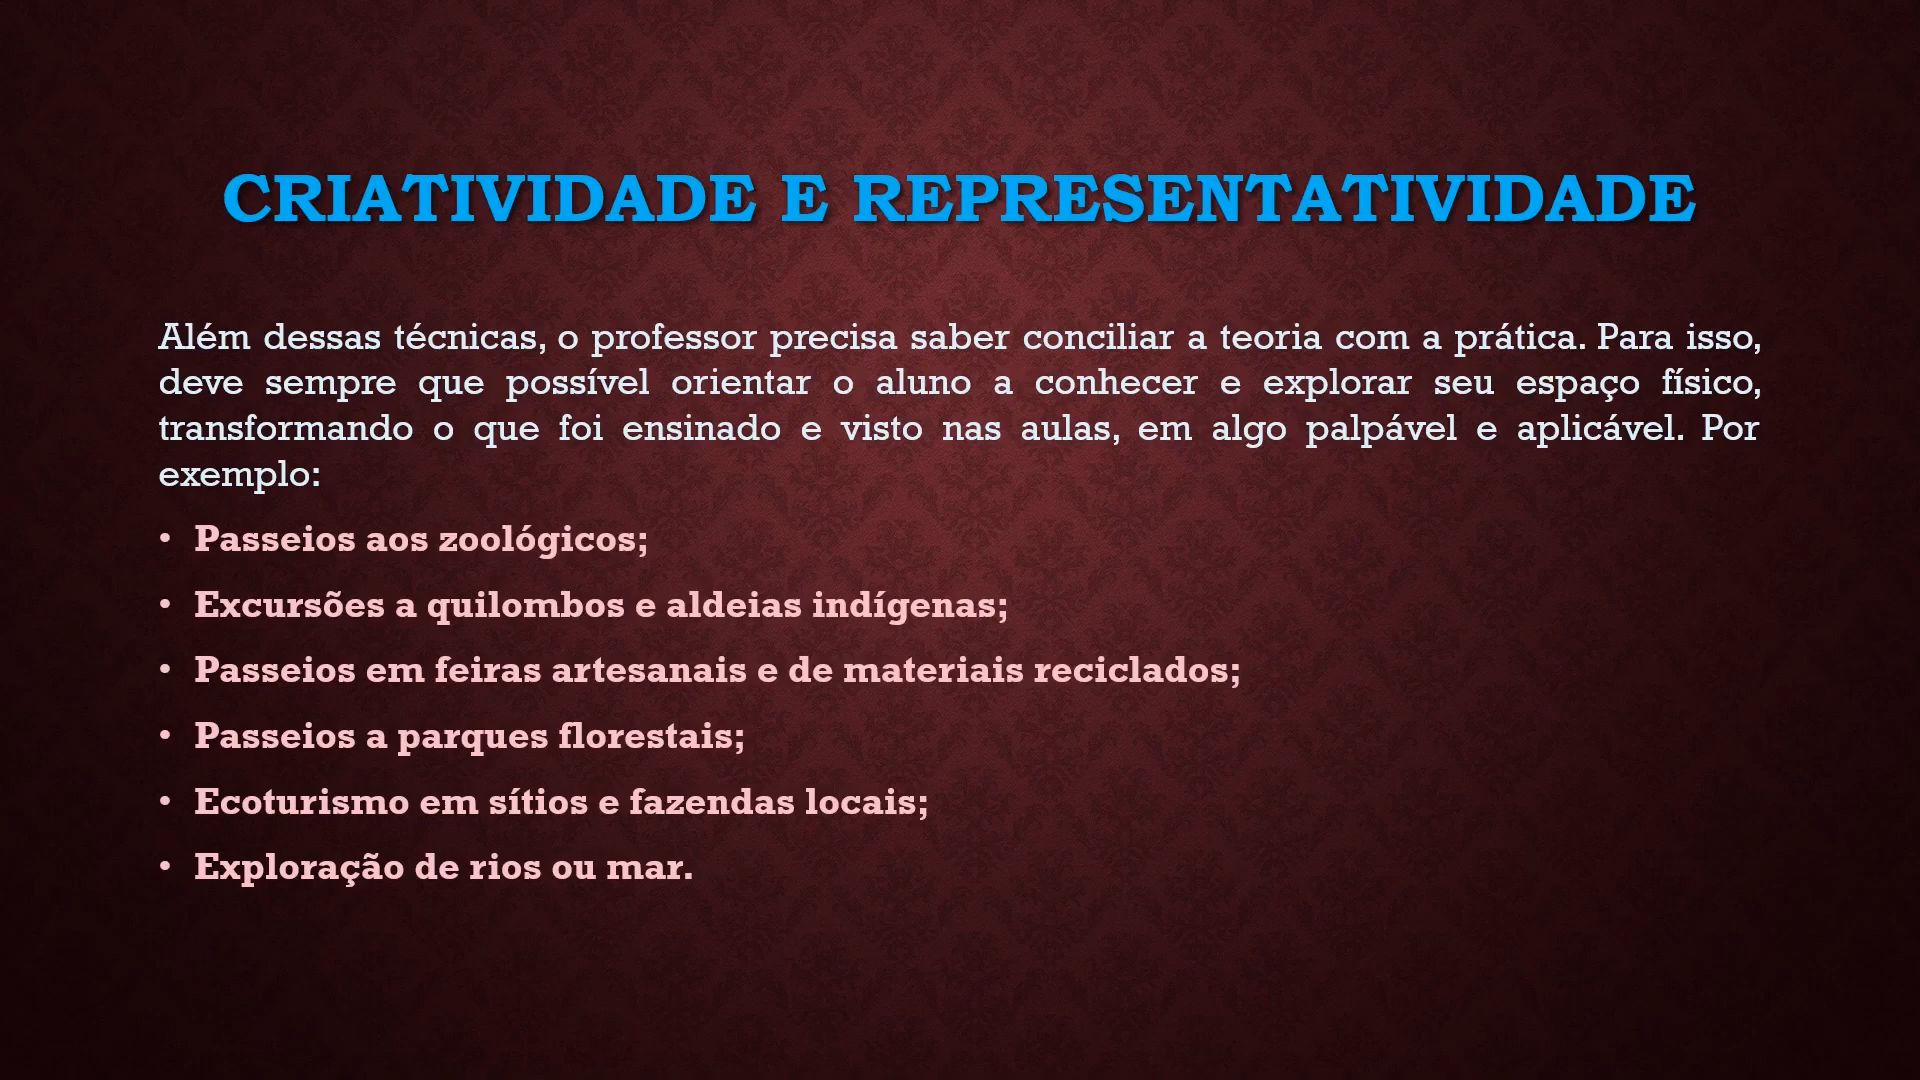 CRIATIVIDADE E REPRESENTATIVIDADE
Além dessas técnicas, o professor precisa saber conciliar a teoria com a prática. Para isso,
deve sempre que possível orientar o aluno a conhecer e explorar seu espaço físico,
transformando o que foi ensinado e visto nas aulas, em algo palpável e aplicável. Por
exemplo:
• Passeios aos zoológicos;
• Excursões a quilombos e aldeias indígenas;
• Passeios em feiras artesanais e de materiais reciclados;
• Passeios a parques florestais;
• Ecoturismo em sítios e fazendas locais;
• Exploração de rios ou mar.